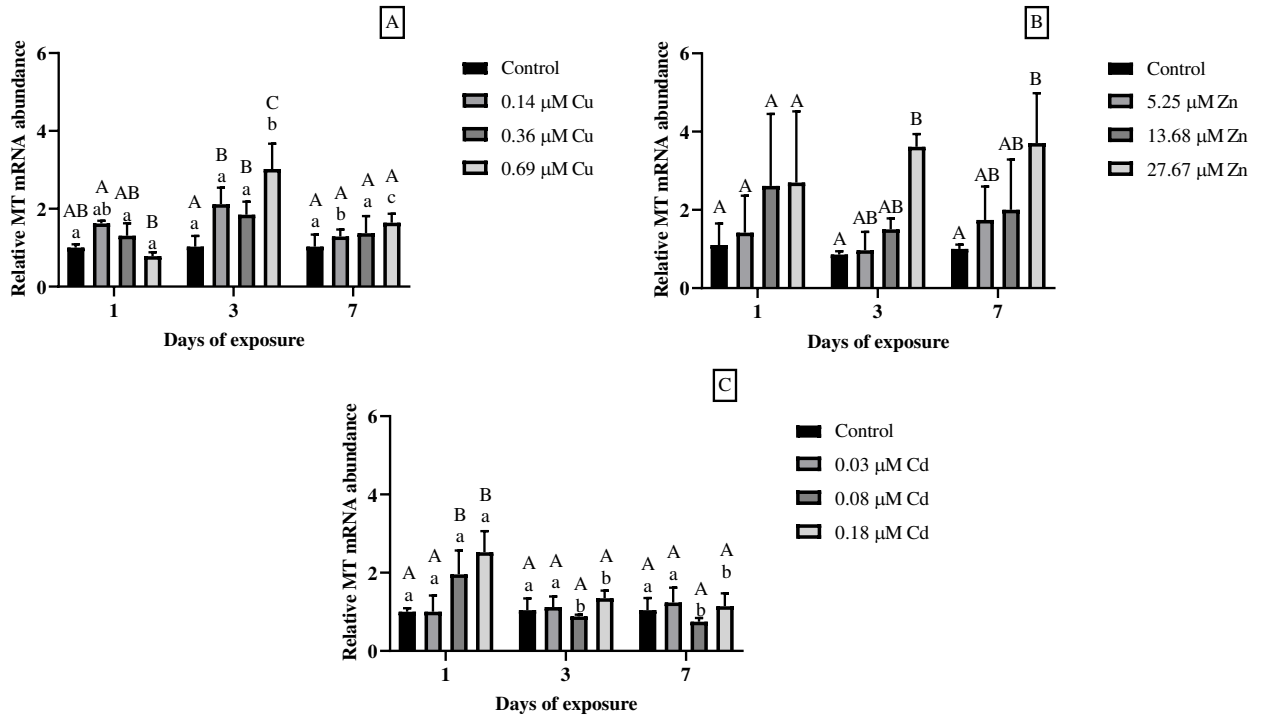 A
Relative MT mRNA abundance
6
4
2
0
AB
a
A
ab
AB
a
B
a
A
a
B
a
B
a
C
b
A
a
A
b
A
a
A
c
1
3
7
Days of exposure
Control
0.14 μM Cu
0.36 μM Cu
0.69 μM Cu
B
Relative MT mRNA abundance
6
4
2
0
A
A
A
A
A
AB
AB
B
A
AB
AB
B
1
3
7
Days of exposure
Control
5.25 μM Zn
13.68 μM Zn
27.67 μM Zn
C
Relative MT mRNA abundance
6
4
2
0
A
a
A
a
B
a
B
a
A
a
A
a
A
b
A
b
A
a
A
a
A
b
A
b
1
3
7
Days of exposure
Control
0.03 μM Cd
0.08 μM Cd
0.18 μM Cd